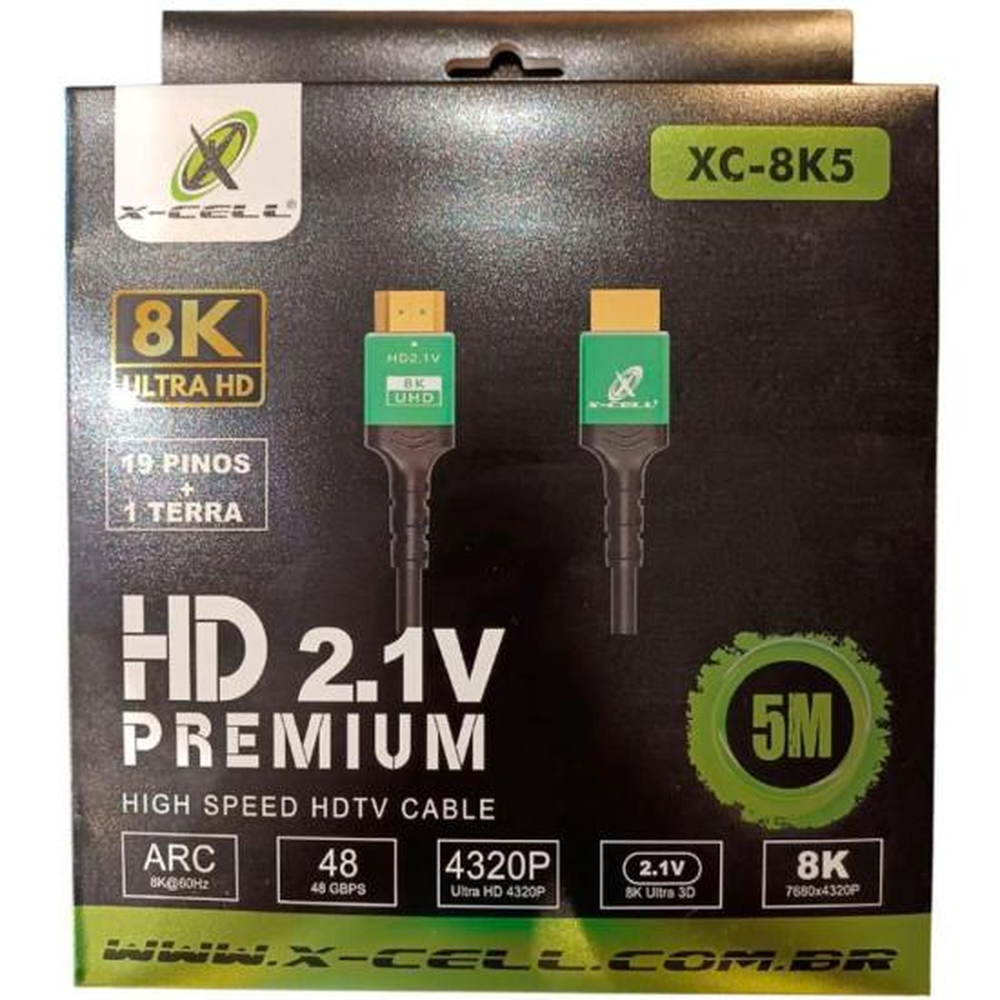 X-CELL®
XC-8K5
8K
ULTRA HD
19 PINOS
+
1 TERRA
HD2.1V
8K
UHD
X-CELL
HD 2.1V
PREMIUM
HIGH SPEED HDTV CABLE
5M
ARC
8K@60Hz
48
48 GBPS
4320P
Ultra HD 4320P
2.1V
8K Ultra 3D
8K
7680x4320P
WWW.X-CELL.COM.BR